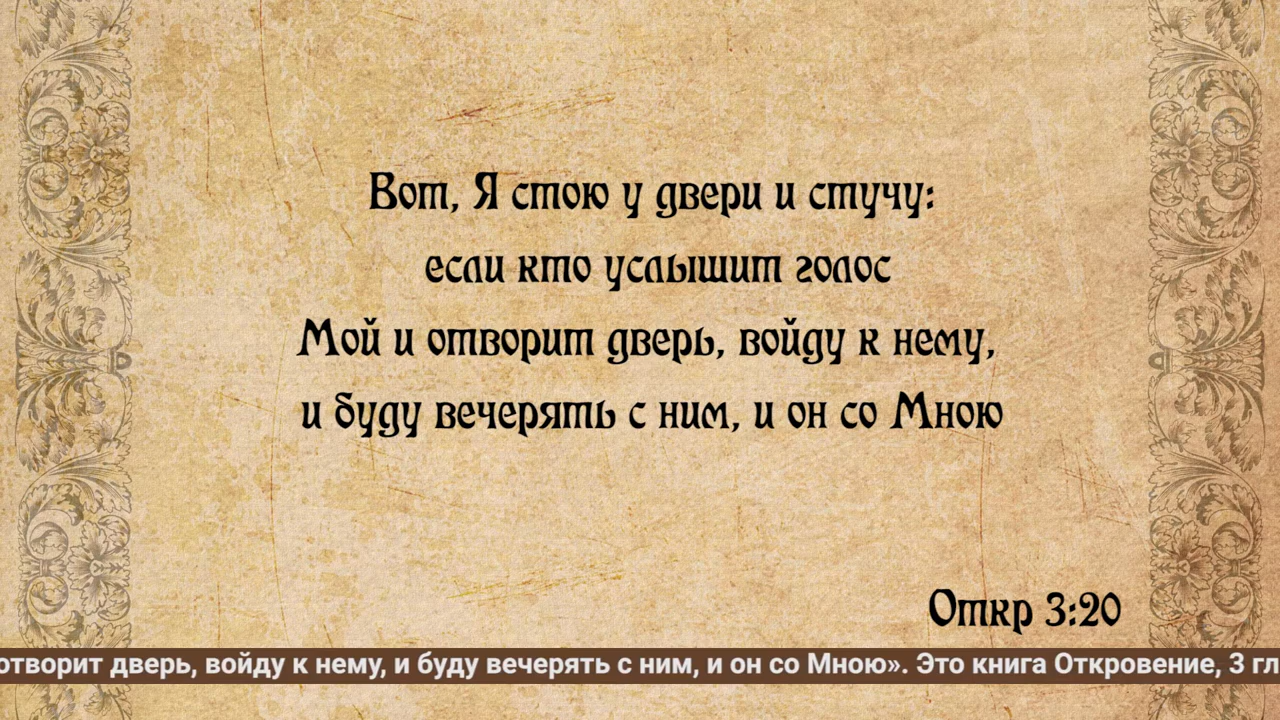 Вот, Я стою у двери и стучу:
если кто услышит голос
Мой и отворит дверь, войду к нему,
и буду вечерять с ним, и он со Мною
Откр 3:20
отворит дверь, войду к нему, и буду вечерять с ним, и он со Мною». Это книга Откровение, 3 гл